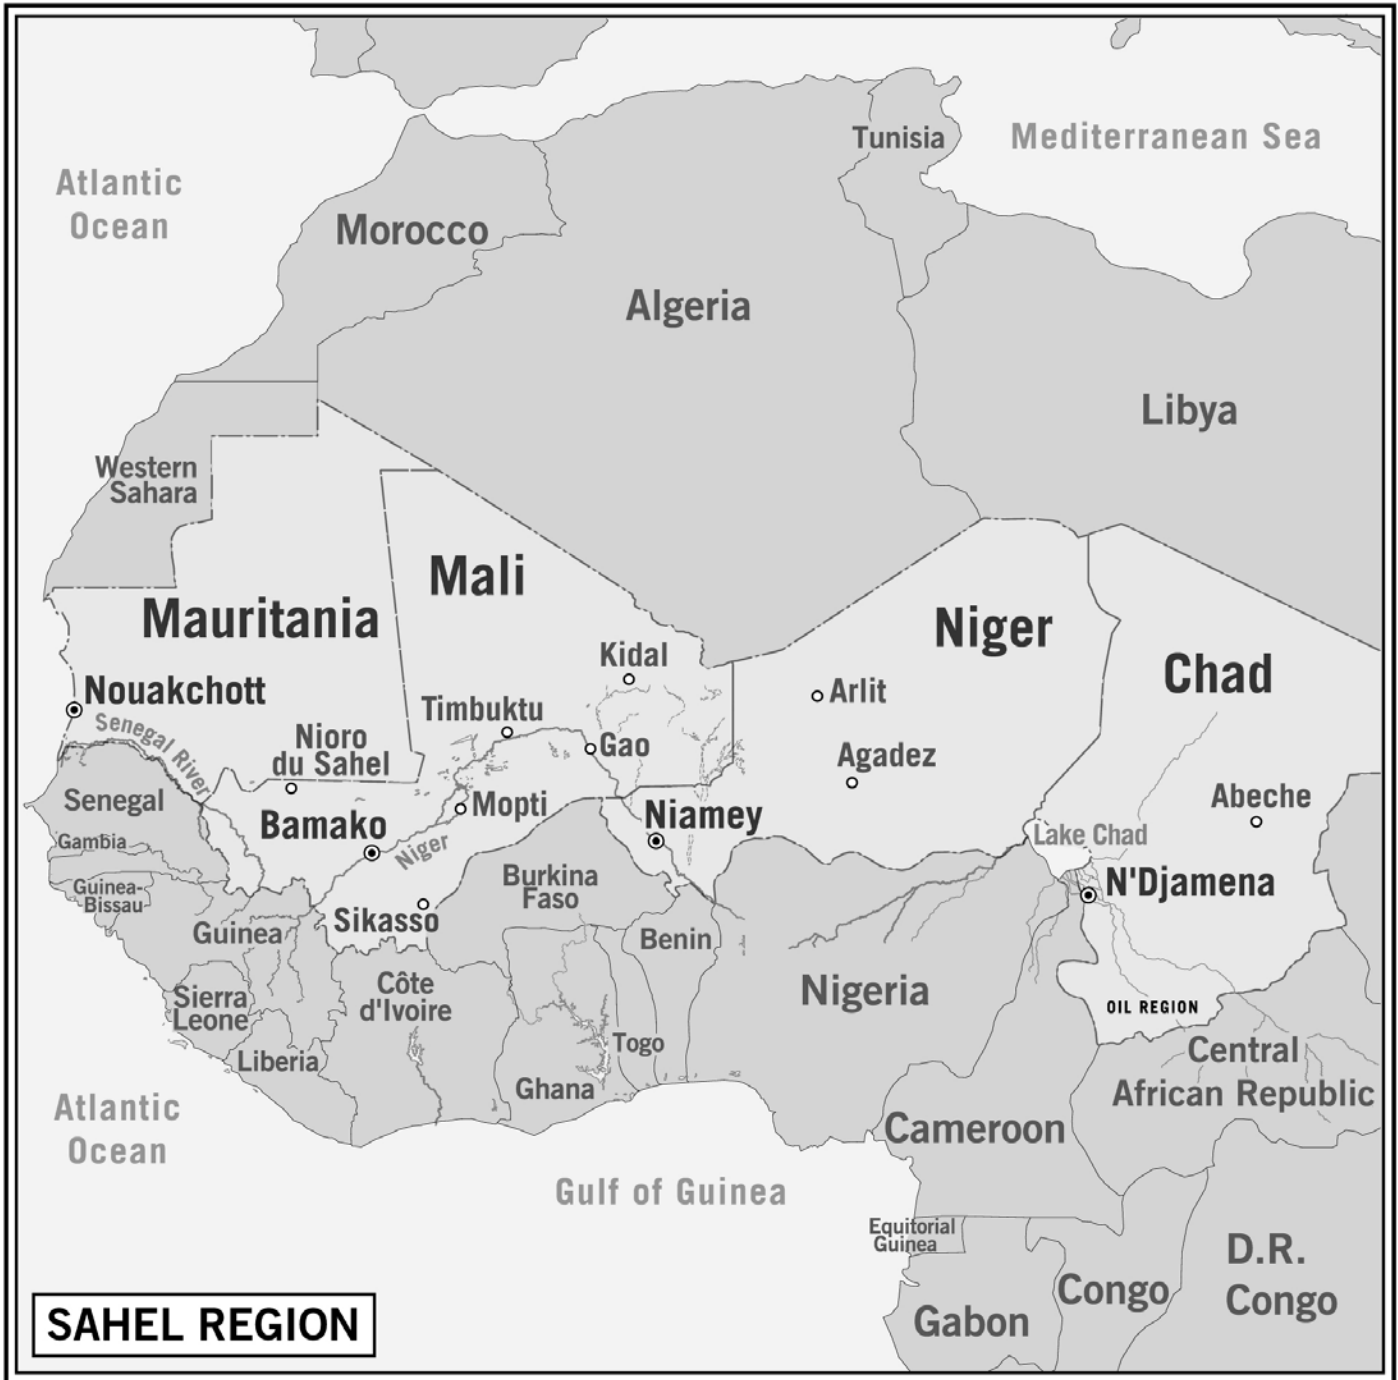 Tunisia
Mediterranean Sea
Atlantic
Ocean
Morocco
Algeria
Libya
Western
Sahara
Mali
Mauritania
Niger
Kidal
Chad
Nouakchott
Arlit
Timbuktu
Senegal River
Nioro
du Sahel
Gao
Agadez
Senegal
Mopti
Abeche
Bamako
Niamey
Gambia
Niger
Lake Chad
Burkina
Faso
N'Djamena
Guinea-
Bissau
Sikasso
Guinea
Benin
Côte
d'Ivoire
Nigeria
Sierra
Leone
OIL REGION
Togo
Liberia
Central
African Republic
Ghana
Atlantic
Ocean
Cameroon
Gulf of Guinea
Equitorial
Guinea
D.R.
Congo
Congo
Gabon
SAHEL REGION